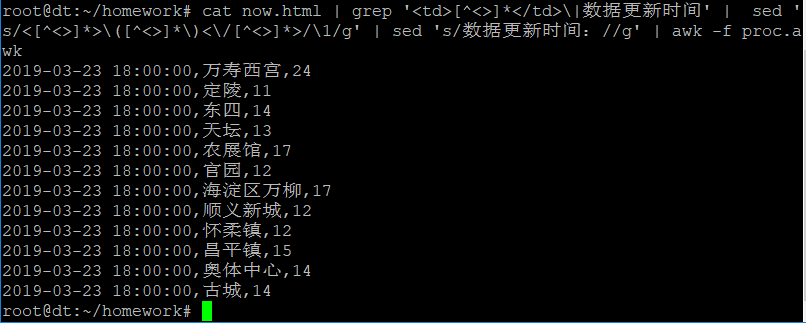 root@dt:~/homework# cat now.html | grep '<td>[^<>]*</td>\|数据更新时间' |  sed '
s/<[^<>]*>\([^<>]*\)<\/[^<>]*>/\1/g' | sed 's/数据更新时间：//g' | awk -f proc.a
wk
2019-03-23 18:00:00,万寿西宫,24
2019-03-23 18:00:00,定陵,11
2019-03-23 18:00:00,东四,14
2019-03-23 18:00:00,天坛,13
2019-03-23 18:00:00,农展馆,17
2019-03-23 18:00:00,官园,12
2019-03-23 18:00:00,海淀区万柳,17
2019-03-23 18:00:00,顺义新城,12
2019-03-23 18:00:00,怀柔镇,12
2019-03-23 18:00:00,昌平镇,15
2019-03-23 18:00:00,奥体中心,14
2019-03-23 18:00:00,古城,14
root@dt:~/homework#